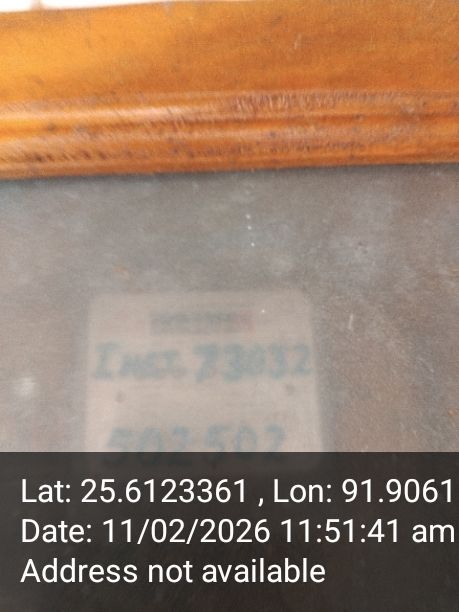 Inst 73032
502502
Lat: 25.6123361 , Lon: 91.9061
Date: 11/02/2026 11:51:41 am
Address not available